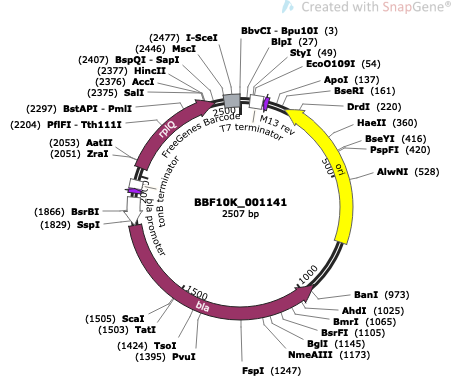 Created with SnapGene®
(2477) I-SceI
(2446) MscI
(2407) BspQI - SapI
(2377) HincII
(2376) AccI
(2375) SalI
(2297) BstAPI - PmlI
(2204) PflFI - Tth111I
(2053) AatII
(2051) ZraI
(1866) BsrBI
(1829) SspI
(1505) ScaI
(1503) TatI
(1424) TsoI
(1395) PvuI
BbvCI - Bpu10I (3)
BlpI (27)
StyI (49)
EcoO109I (54)
ApoI (137)
BseRI (161)
DrdI (220)
HaeII (360)
BseYI (416)
PspFI (420)
AlwNI (528)
BanI (973)
AhdI (1025)
BmrI (1065)
BsrFI (1105)
BglI (1145)
NmeAIII (1173)
FspI (1247)
2500
FreeGenes Barcode
T7 terminator
M13 rev
rplQ
ori
500
tonB terminator
bla promoter
BBF10K_001141
2507 bp
1000
1500
bla